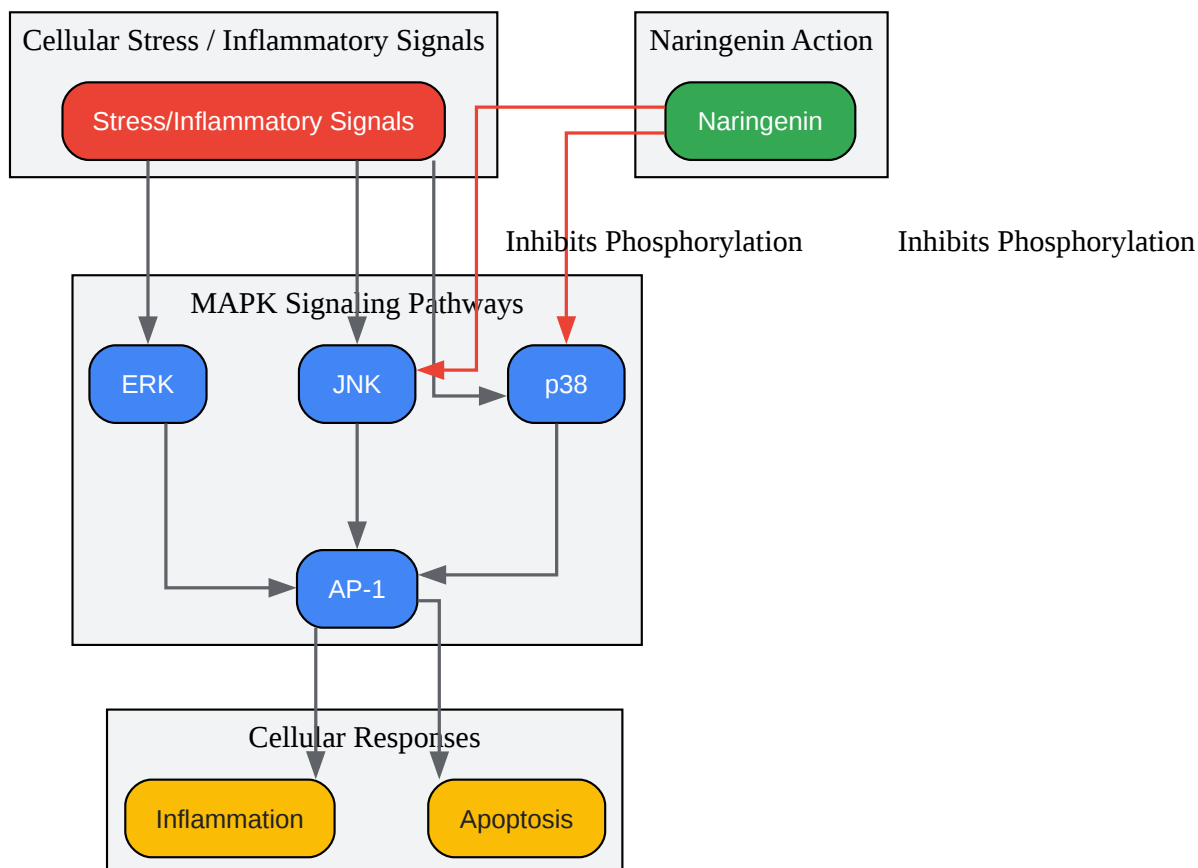 Cellular Stress / Inflammatory Signals
Naringenin Action
Stress/Inflammatory Signals
Naringenin
Inhibits Phosphorylation
Inhibits Phosphorylation
MAPK Signaling Pathways
ERK
JNK
p38
AP-1
Cellular Responses
Inflammation
Apoptosis